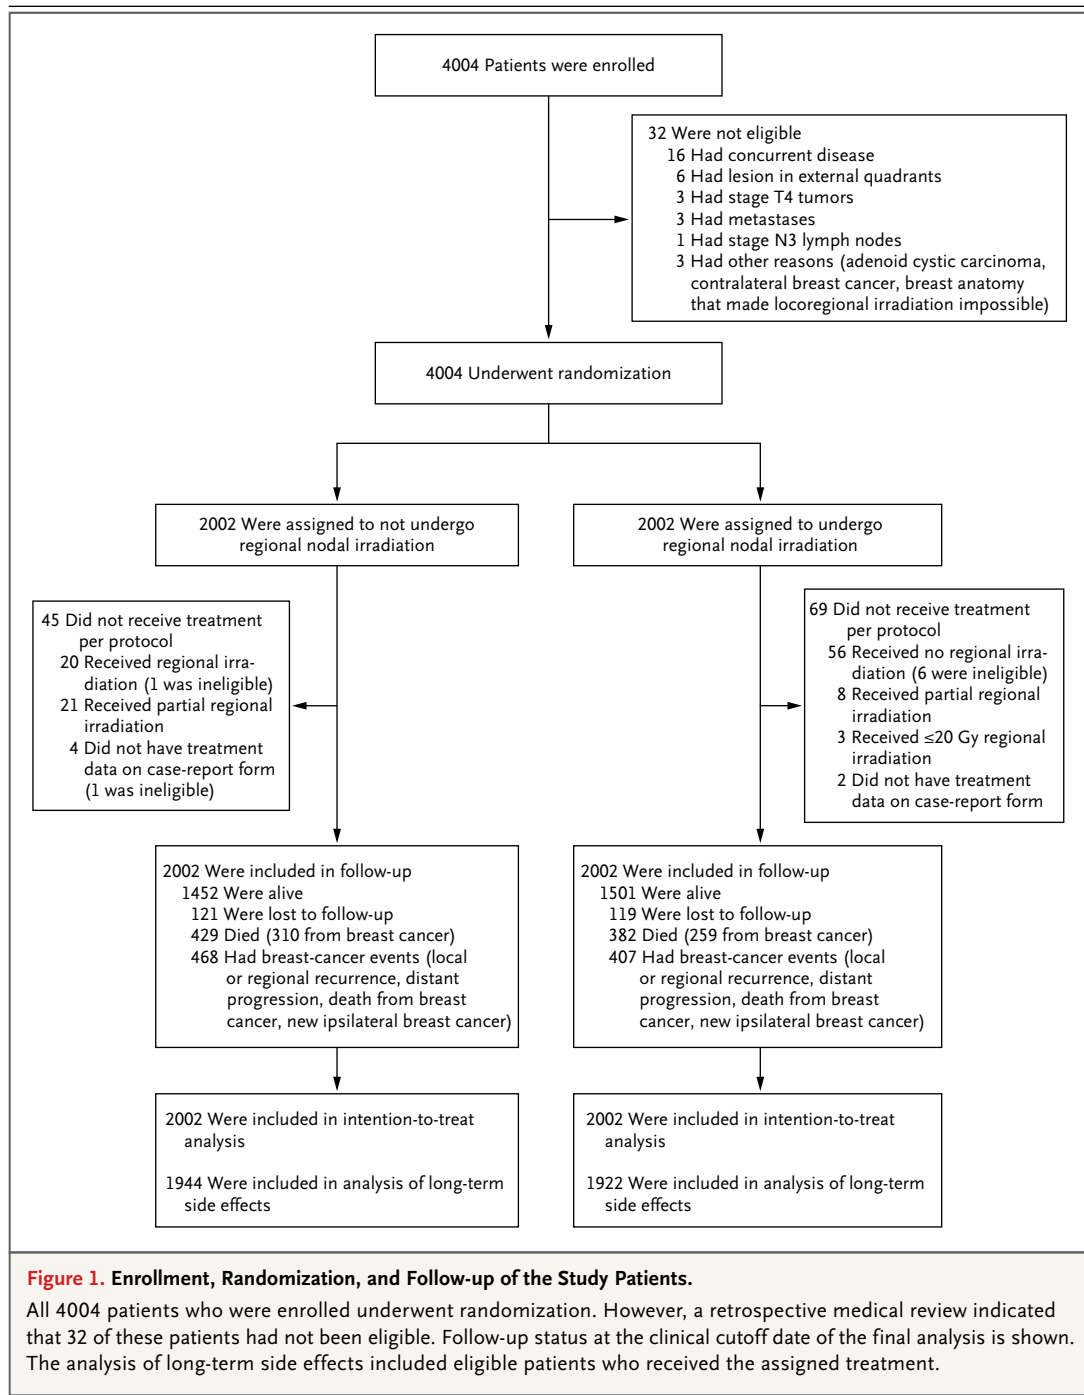 4004 Patients were enrolled
32 Were not eligible
16 Had concurrent disease
6 Had lesion in external quadrants
3 Had stage T4 tumors
3 Had metastases
1 Had stage N3 lymph nodes
3 Had other reasons (adenoid cystic carcinoma,
contralateral breast cancer, breast anatomy
that made locoregional irradiation impossible)
4004 Underwent randomization
2002 Were assigned to not undergo
regional nodal irradiation
2002 Were assigned to undergo
regional nodal irradiation
45 Did not receive treatment
per protocol
20 Received regional irra-
diation (1 was ineligible)
21 Received partial regional
irradiation
4 Did not have treatment
data on case-report form
(1 was ineligible)
69 Did not receive treatment
per protocol
56 Received no regional irra-
diation (6 were ineligible)
8 Received partial regional
irradiation
3 Received ≤20 Gy regional
irradiation
2 Did not have treatment
data on case-report form
2002 Were included in follow-up
1452 Were alive
121 Were lost to follow-up
429 Died (310 from breast cancer)
468 Had breast-cancer events (local
or regional recurrence, distant
progression, death from breast
cancer, new ipsilateral breast cancer)
2002 Were included in follow-up
1501 Were alive
119 Were lost to follow-up
382 Died (259 from breast cancer)
407 Had breast-cancer events (local
or regional recurrence, distant
progression, death from breast
cancer, new ipsilateral breast cancer)
2002 Were included in intention-to-treat
analysis
1944 Were included in analysis of long-term
side effects
2002 Were included in intention-to-treat
analysis
1922 Were included in analysis of long-term
side effects
Figure 1. Enrollment, Randomization, and Follow-up of the Study Patients.
All 4004 patients who were enrolled underwent randomization. However, a retrospective medical review indicated
that 32 of these patients had not been eligible. Follow-up status at the clinical cutoff date of the final analysis is shown.
The analysis of long-term side effects included eligible patients who received the assigned treatment.